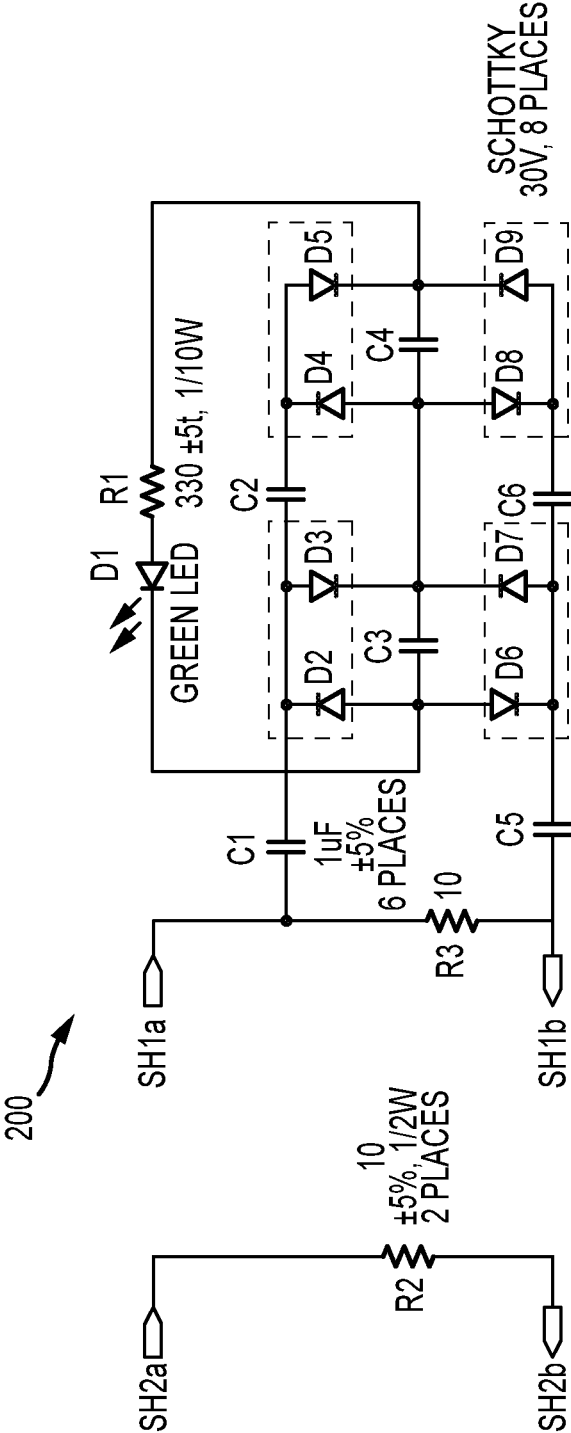 200
SH2a
SH2b
R2
10
±5%, 1/2W
2 PLACES
SH1a
SH1b
R3
10
C1
1uF
±5%
6 PLACES
C5
D1
GREEN LED
R1
330 ±5t, 1/10W
D2
D3
C2
D4
D5
C3
C4
D6
D7
C6
D8
D9
SCHOTTKY
30V, 8 PLACES